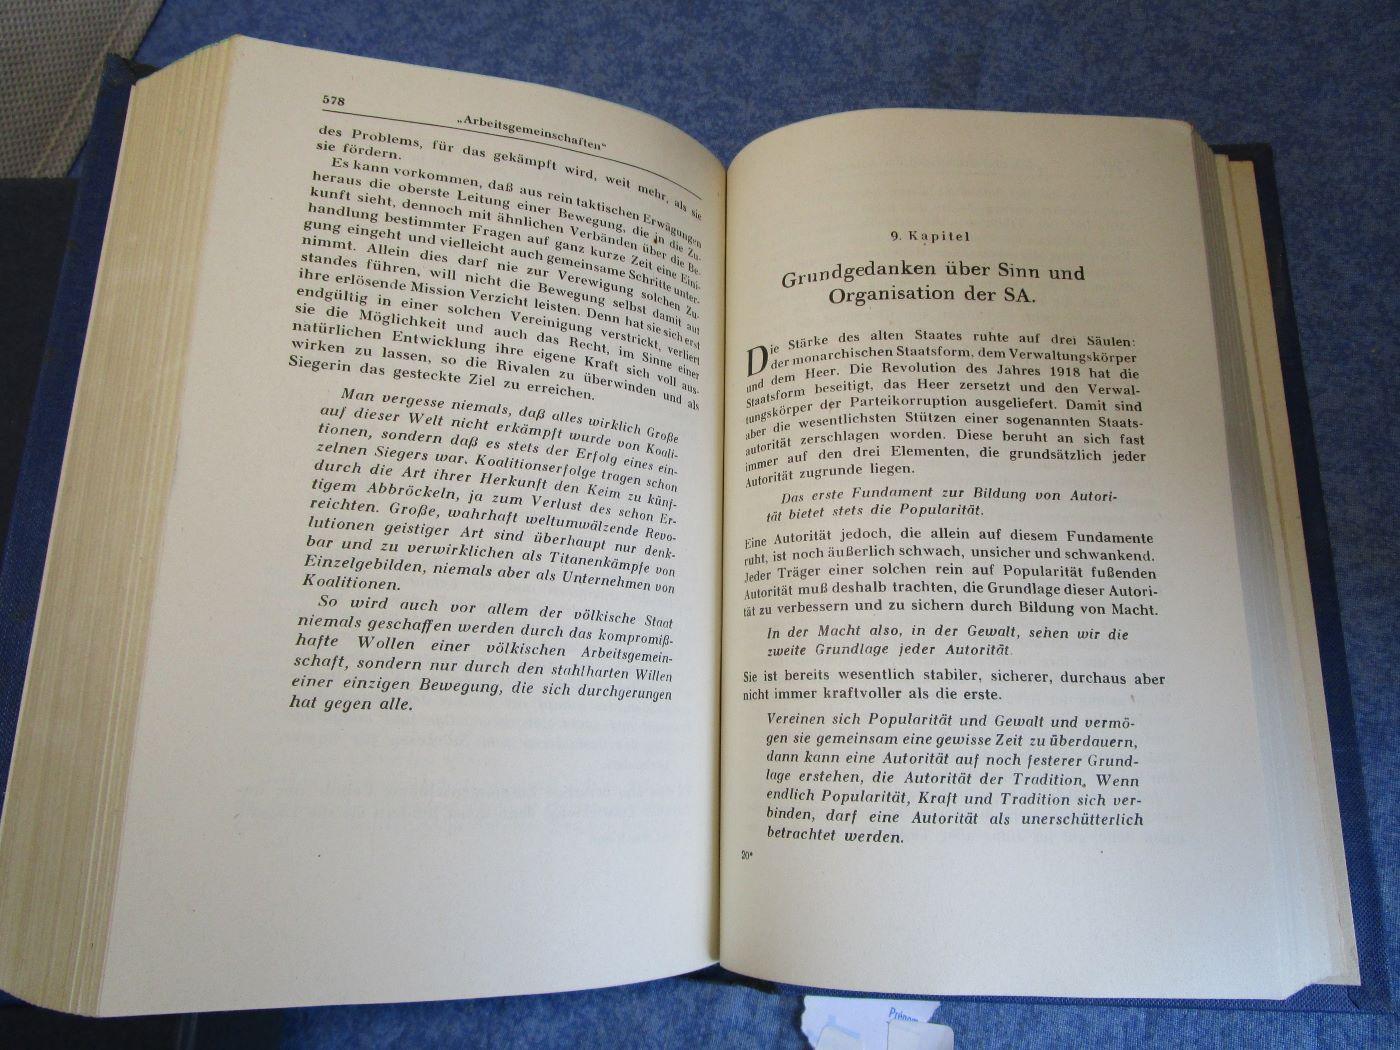 578
„Arbeitsgemeinschaften“
des Problems, für das gekämpft wird, weit mehr, als sie
sie fördern.
Es kann vorkommen, daß aus rein taktischen Erwägungen
heraus die oberste Leitung einer Bewegung, die in die Zu-
kunft sieht, dennoch mit ähnlichen Verbänden über die Be-
handlung bestimmter Fragen auf ganz kurze Zeit eine Eini-
gung eingeht und vielleicht auch gemeinsame Schritte unter-
nimmt. Allein dies darf nie zur Verewigung solchen Zu-
standes führen, will nicht die Bewegung selbst damit auf
ihre erlösende Mission Verzicht leisten. Denn hat sie sich erst
endgültig in einer solchen Vereinigung verstrickt, verliert
sie die Möglichkeit und auch das Recht, im Sinne einer
natürlichen Entwicklung ihre eigene Kraft sich voll aus-
wirken zu lassen, so die Rivalen zu überwinden und als
Siegerin das gesteckte Ziel zu erreichen.
Man vergesse niemals, daß alles wirklich Große
auf dieser Welt nicht erkämpft wurde von Koali-
tionen, sondern daß es stets der Erfolg eines ein-
zelnen Siegers war. Koalitionserfolge tragen schon
durch die Art ihrer Herkunft den Keim zu künf-
tigem Abbröckeln, ja zum Verlust des schon Er-
reichten. Große, wahrhaft weltumwälzende Revo-
lutionen geistiger Art sind überhaupt nur denk-
bar und zu verwirklichen als Titanenkämpfe von
Einzelgebilden, niemals aber als Unternehmen von
Koalitionen.
So wird auch vor allem der völkische Staat
niemals geschaffen werden durch das kompromiß-
hafte Wollen einer völkischen Arbeitsgemein-
schaft, sondern nur durch den stahlharten Willen
einer einzigen Bewegung, die sich durchgerungen
hat gegen alle.
9. Kapitel
Grundgedanken über Sinn und
Organisation der SA.
Die Stärke des alten Staates ruhte auf drei Säulen:
der monarchischen Staatsform, dem Verwaltungskörper
und dem Heer. Die Revolution des Jahres 1918 hat die
Staatsform beseitigt, das Heer zersetzt und den Verwal-
tungskörper der Parteikorruption ausgeliefert. Damit sind
aber die wesentlichsten Stützen einer sogenannten Staats-
autorität zerschlagen worden. Diese beruht an sich fast
immer auf den drei Elementen, die grundsätzlich jeder
Autorität zugrunde liegen.
Das erste Fundament zur Bildung von Autori-
tät bietet stets die Popularität.
Eine Autorität jedoch, die allein auf diesem Fundamente
ruht, ist noch äußerlich schwach, unsicher und schwankend.
Jeder Träger einer solchen rein auf Popularität fußenden
Autorität muß deshalb trachten, die Grundlage dieser Autori-
tät zu verbessern und zu sichern durch Bildung von Macht.
In der Macht also, in der Gewalt, sehen wir die
zweite Grundlage jeder Autorität.
Sie ist bereits wesentlich stabiler, sicherer, durchaus aber
nicht immer kraftvoller als die erste.
Vereinen sich Popularität und Gewalt und vermö-
gen sie gemeinsam eine gewisse Zeit zu überdauern,
dann kann eine Autorität auf noch festerer Grund-
lage erstehen, die Autorität der Tradition. Wenn
endlich Popularität, Kraft und Tradition sich ver-
binden, darf eine Autorität als unerschütterlich
betrachtet werden.
20*